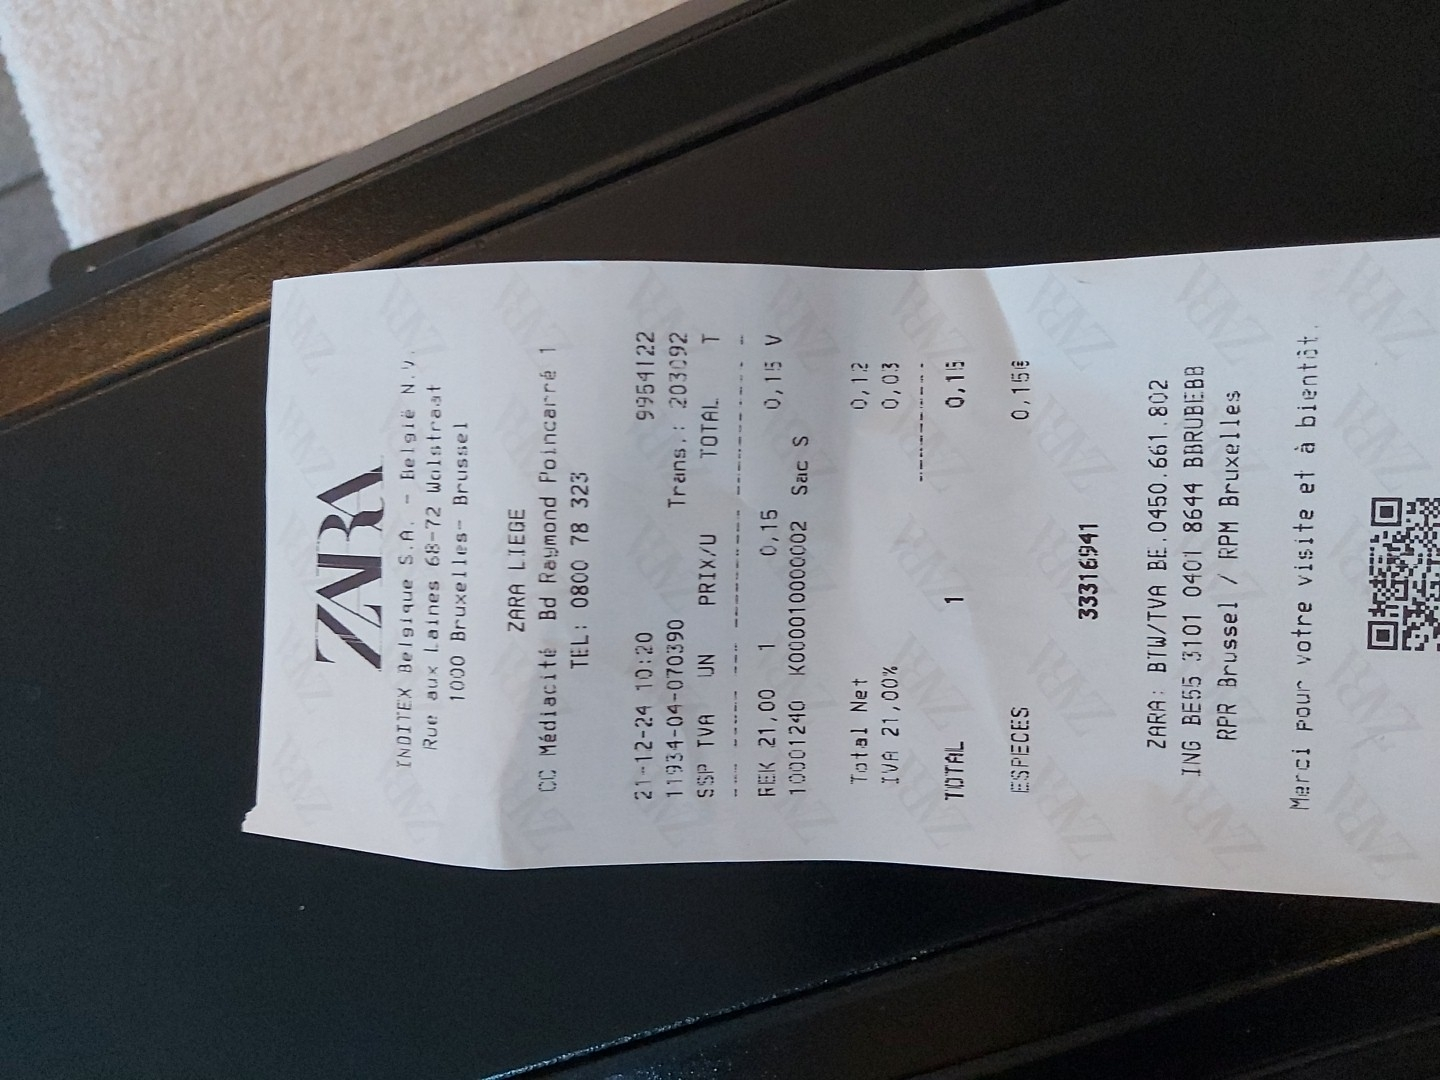 ZARA
INDITEX Belgique S.A. - België N.V.
Rue aux Laines 68-72 Wolstraat
1000 Bruxelles- Brussel
ZARA LIEGE
CC Médiacité Bd Raymond Poincarré 1
TEL: 0800 78 323
21-12-24 10:20 9954122
11934-04-070390 Trans.: 203092
SSP TVA UN PRIX/U TOTAL T
REK 21,00 1 0,15 0,15 V
10001240 K000010000002 Sac S
Total Net 0,12
IVA 21,00% 0,03
TOTAL 1 0,15
ESPECES 0,15€
33316941
ZARA: BTW/TVA BE.0450.661.802
ING BE55 3101 0401 8644 BBRUBEBB
RPR Brussel / RPM Bruxelles
Merci pour votre visite et à bientôt.